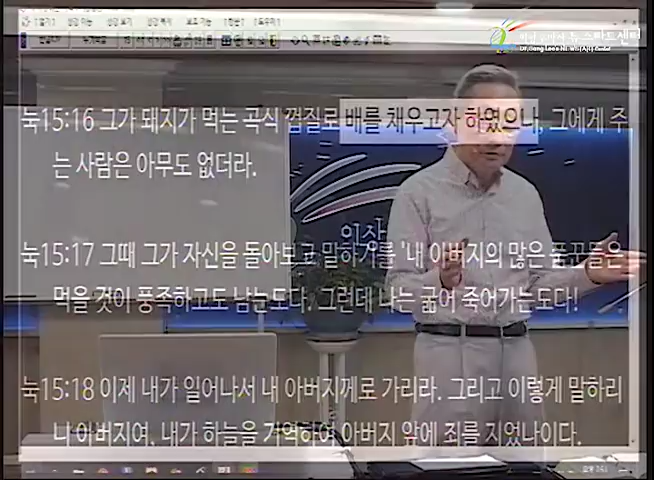 뉴스타트센터
눅15:16 그가 돼지가 먹는 곡식 껍질로 배를 채우고자 하였으나, 그에게 주
는 사람은 아무도 없더라.
이상
눅15:17 그때 그가 자신을 돌아보고 말하기를 '내 아버지의 많은 품꾼들은
먹을 것이 풍족하고도 남는도다. 그런데 나는 굶어 죽어가는도다!
눅15:18 이제 내가 일어나서 내 아버지께로 가리라. 그리고 이렇게 말하리
니 아버지여, 내가 하늘을 거역하여 아버지 앞에 죄를 지었나이다.